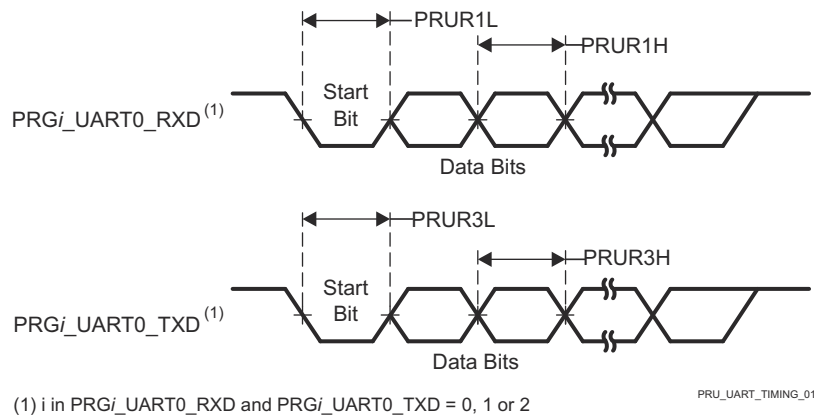 PRUR1L
PRUR1H
Start
Bit
PRGi_UART0_RXD(1)
Data Bits
PRUR3L
PRUR3H
Start
Bit
PRGi_UART0_TXD(1)
Data Bits
(1) i in PRGi_UART0_RXD and PRGi_UART0_TXD = 0, 1 or 2
PRU_UART_TIMING_01